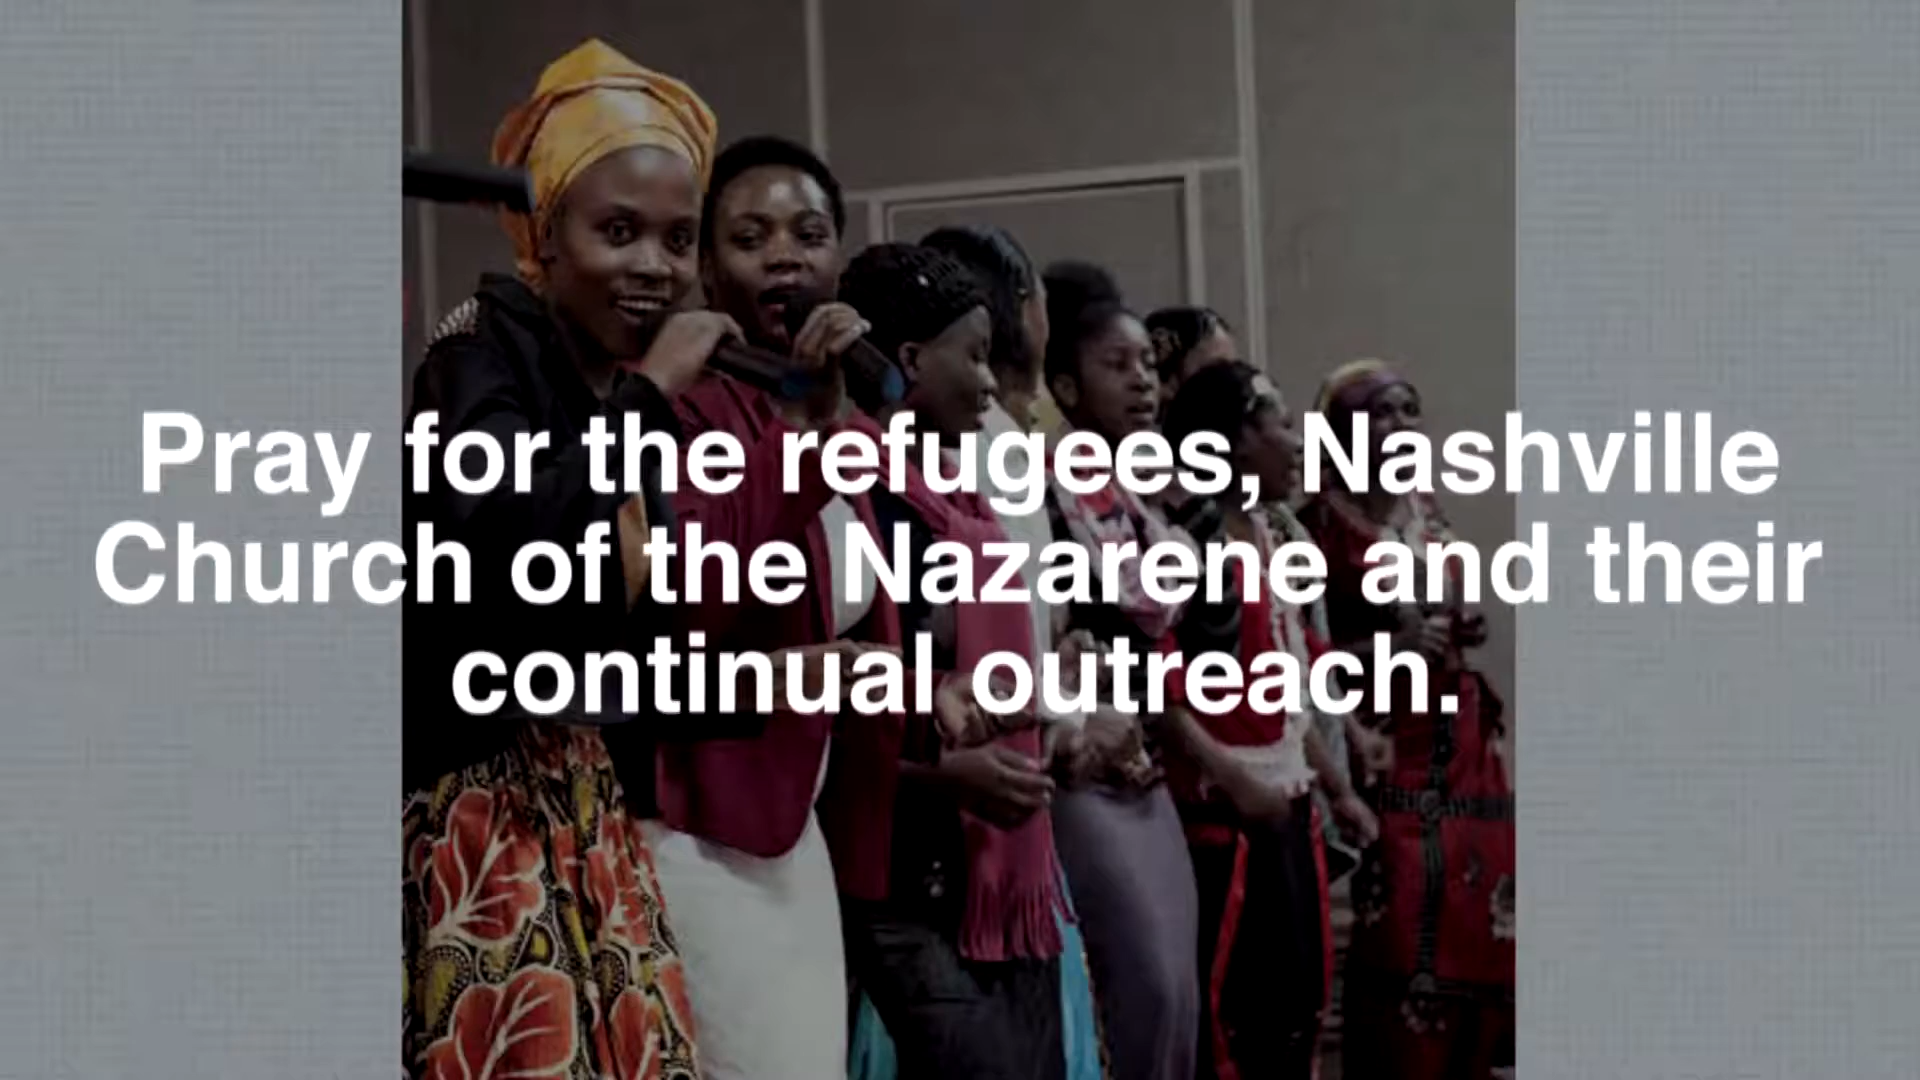 Pray for the refugees, Nashville
Church of the Nazarene and their
continual outreach.